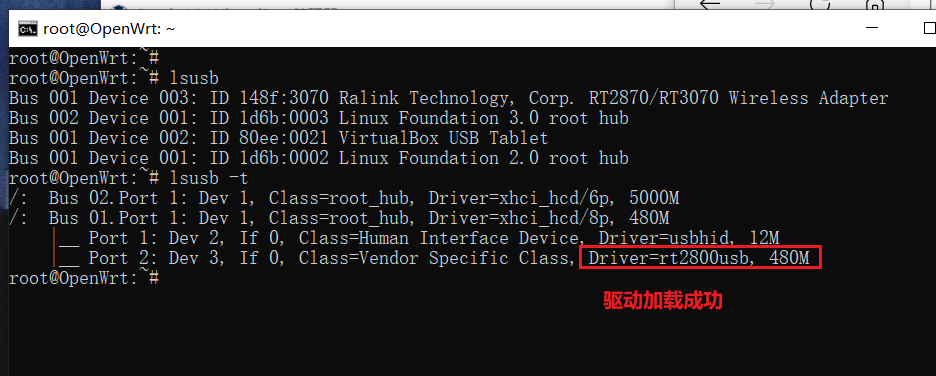 root@OpenWrt: ~
root@OpenWrt:~#
root@OpenWrt:~# lsusb
Bus 001 Device 003: ID 148f:3070 Ralink Technology, Corp. RT2870/RT3070 Wireless Adapter
Bus 002 Device 001: ID 1d6b:0003 Linux Foundation 3.0 root hub
Bus 001 Device 002: ID 80ee:0021 VirtualBox USB Tablet
Bus 001 Device 001: ID 1d6b:0002 Linux Foundation 2.0 root hub
root@OpenWrt:~# lsusb -t
/:  Bus 02.Port 1: Dev 1, Class=root_hub, Driver=xhci_hcd/6p, 5000M
/:  Bus 01.Port 1: Dev 1, Class=root_hub, Driver=xhci_hcd/8p, 480M
    |__ Port 1: Dev 2, If 0, Class=Human Interface Device, Driver=usbhid, 12M
    |__ Port 2: Dev 3, If 0, Class=Vendor Specific Class, Driver=rt2800usb, 480M
root@OpenWrt:~#
驱动加载成功